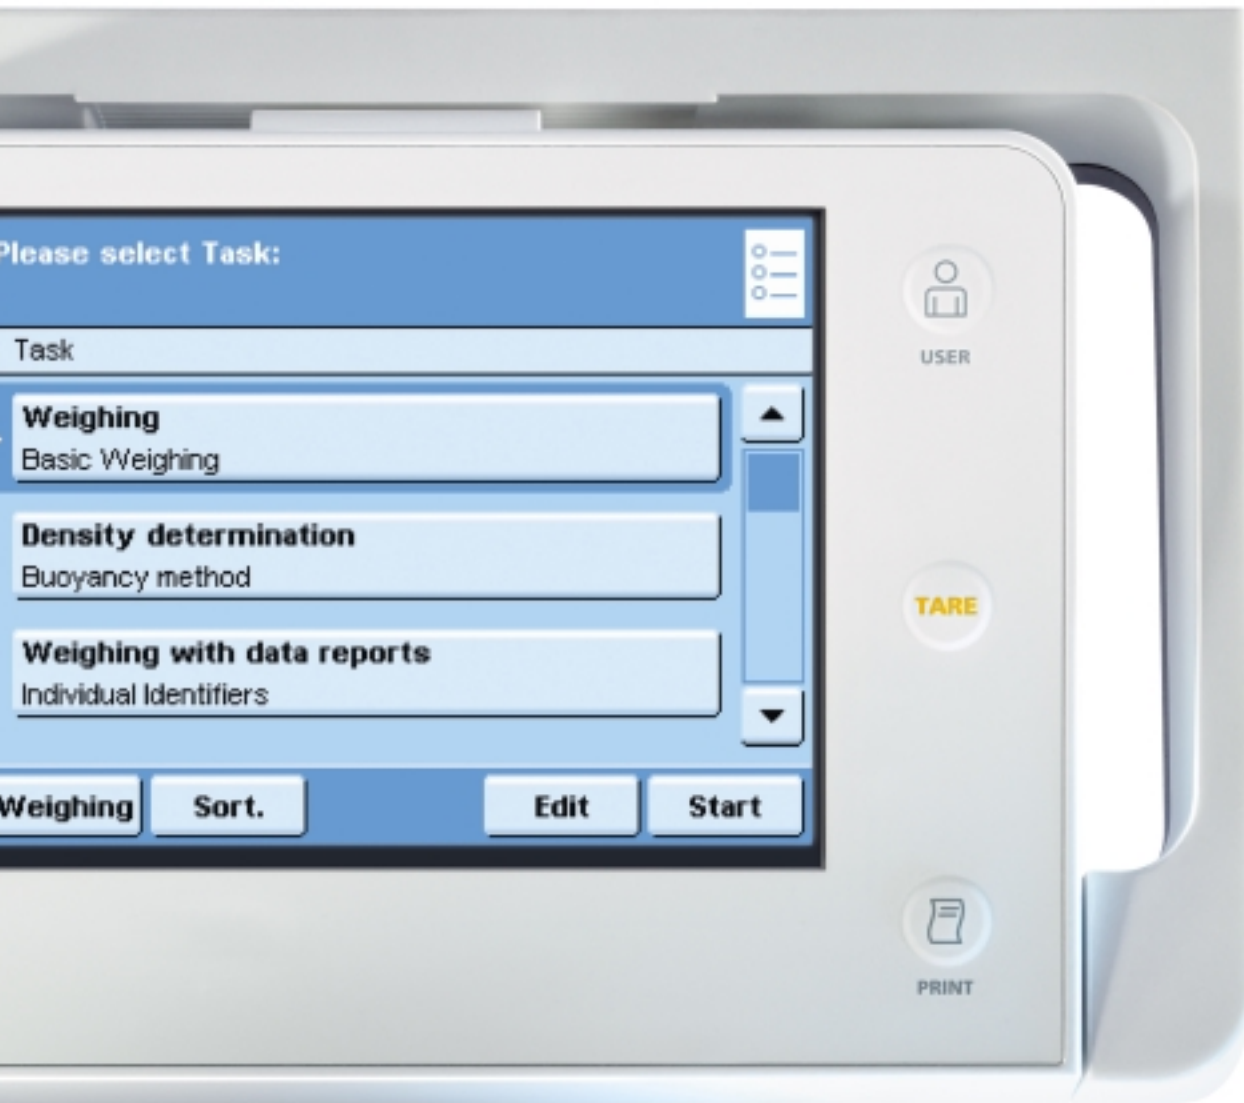 Please select Task:
Task
Weighing
Basic Weighing
Density determination
Buoyancy method
Weighing with data reports
Individual Identifiers
Weighing
Sort.
Edit
Start
USER
TARE
PRINT